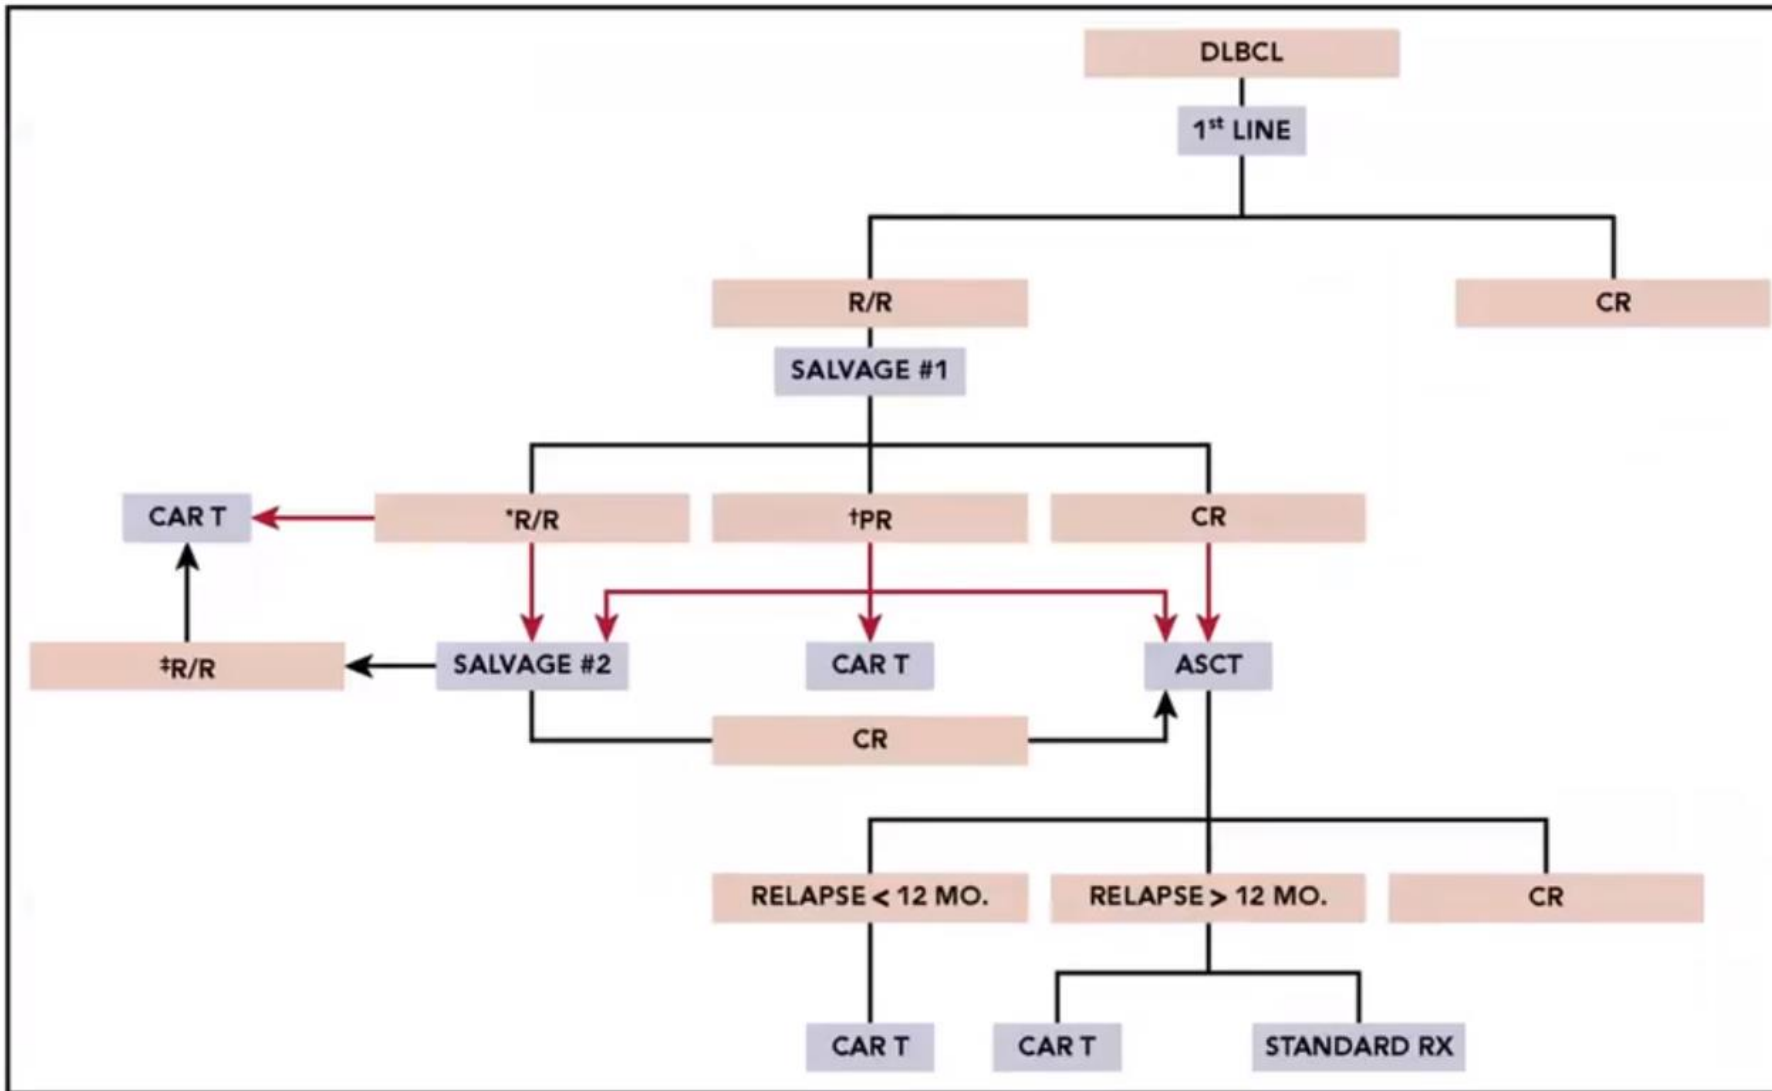 DLBCL
1st LINE
R/R
CR
SALVAGE #1
CAR T
*R/R
†PR
CR
‡R/R
SALVAGE #2
CAR T
ASCT
CR
RELAPSE < 12 MO.
RELAPSE > 12 MO.
CR
CAR T
CAR T
STANDARD RX